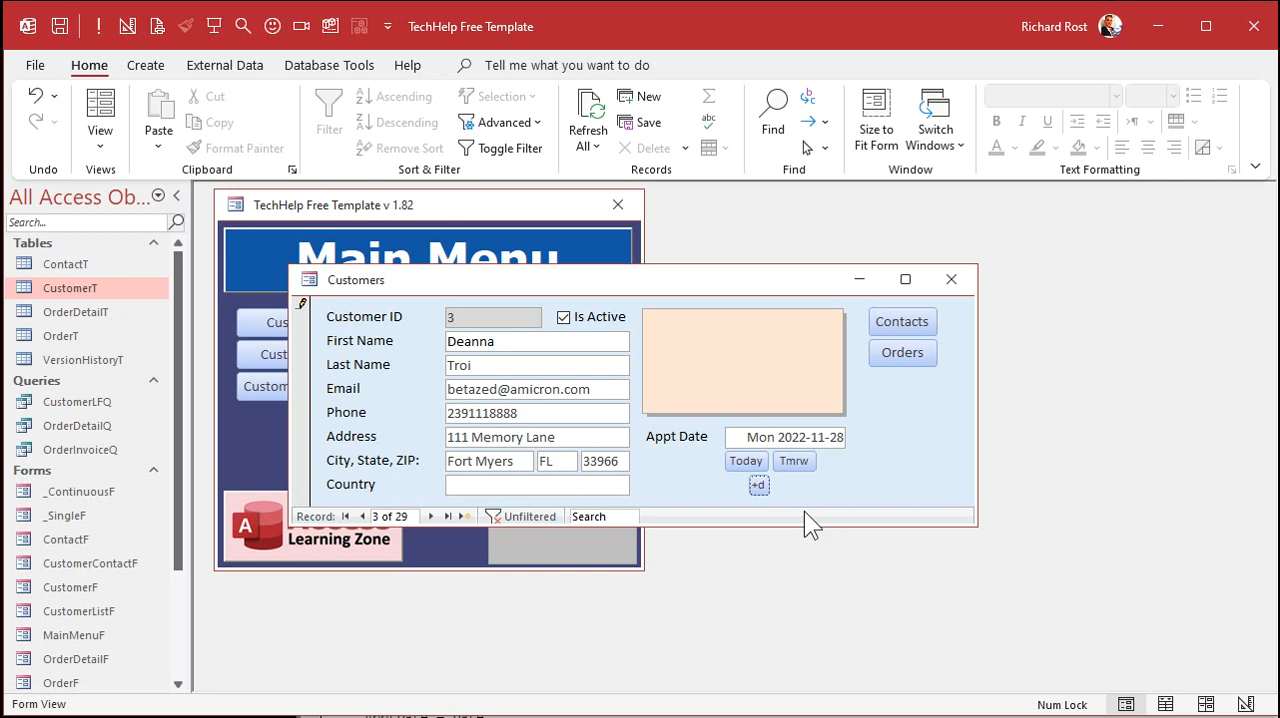 TechHelp Free Template
Richard Rost
File
Home
Create
External Data
Database Tools
Help
Tell me what you want to do
View
Paste
Cut
Copy
Format Painter
Filter
Ascending
Descending
Remove Sort
Selection
Advanced
Toggle Filter
Refresh
All
New
Save
Delete
Find
Size to
Fit Form
Switch
Windows
Undo
Views
Clipboard
Sort & Filter
Records
Find
Window
Text Formatting
All Access Ob...
Search...
Tables
ContactT
CustomerT
OrderDetailT
OrderT
VersionHistoryT
Queries
CustomerLFQ
OrderDetailQ
OrderInvoiceQ
Forms
_ContinuousF
_SingleF
ContactF
CustomerContactF
CustomerF
CustomerListF
MainMenuF
OrderDetailF
OrderF
TechHelp Free Template v 1.82
Main Menu
Cus
Cust
Custom
Learning Zone
Customers
Customer ID 3 Is Active
First Name Deanna
Last Name Troi
Email betazed@amicron.com
Phone 2391118888
Address 111 Memory Lane
City, State, ZIP: Fort Myers FL 33966
Country
Contacts
Orders
Appt Date Mon 2022-11-28
Today Tmrw
+d
Record: 3 of 29 Unfiltered Search
Form View
Num Lock